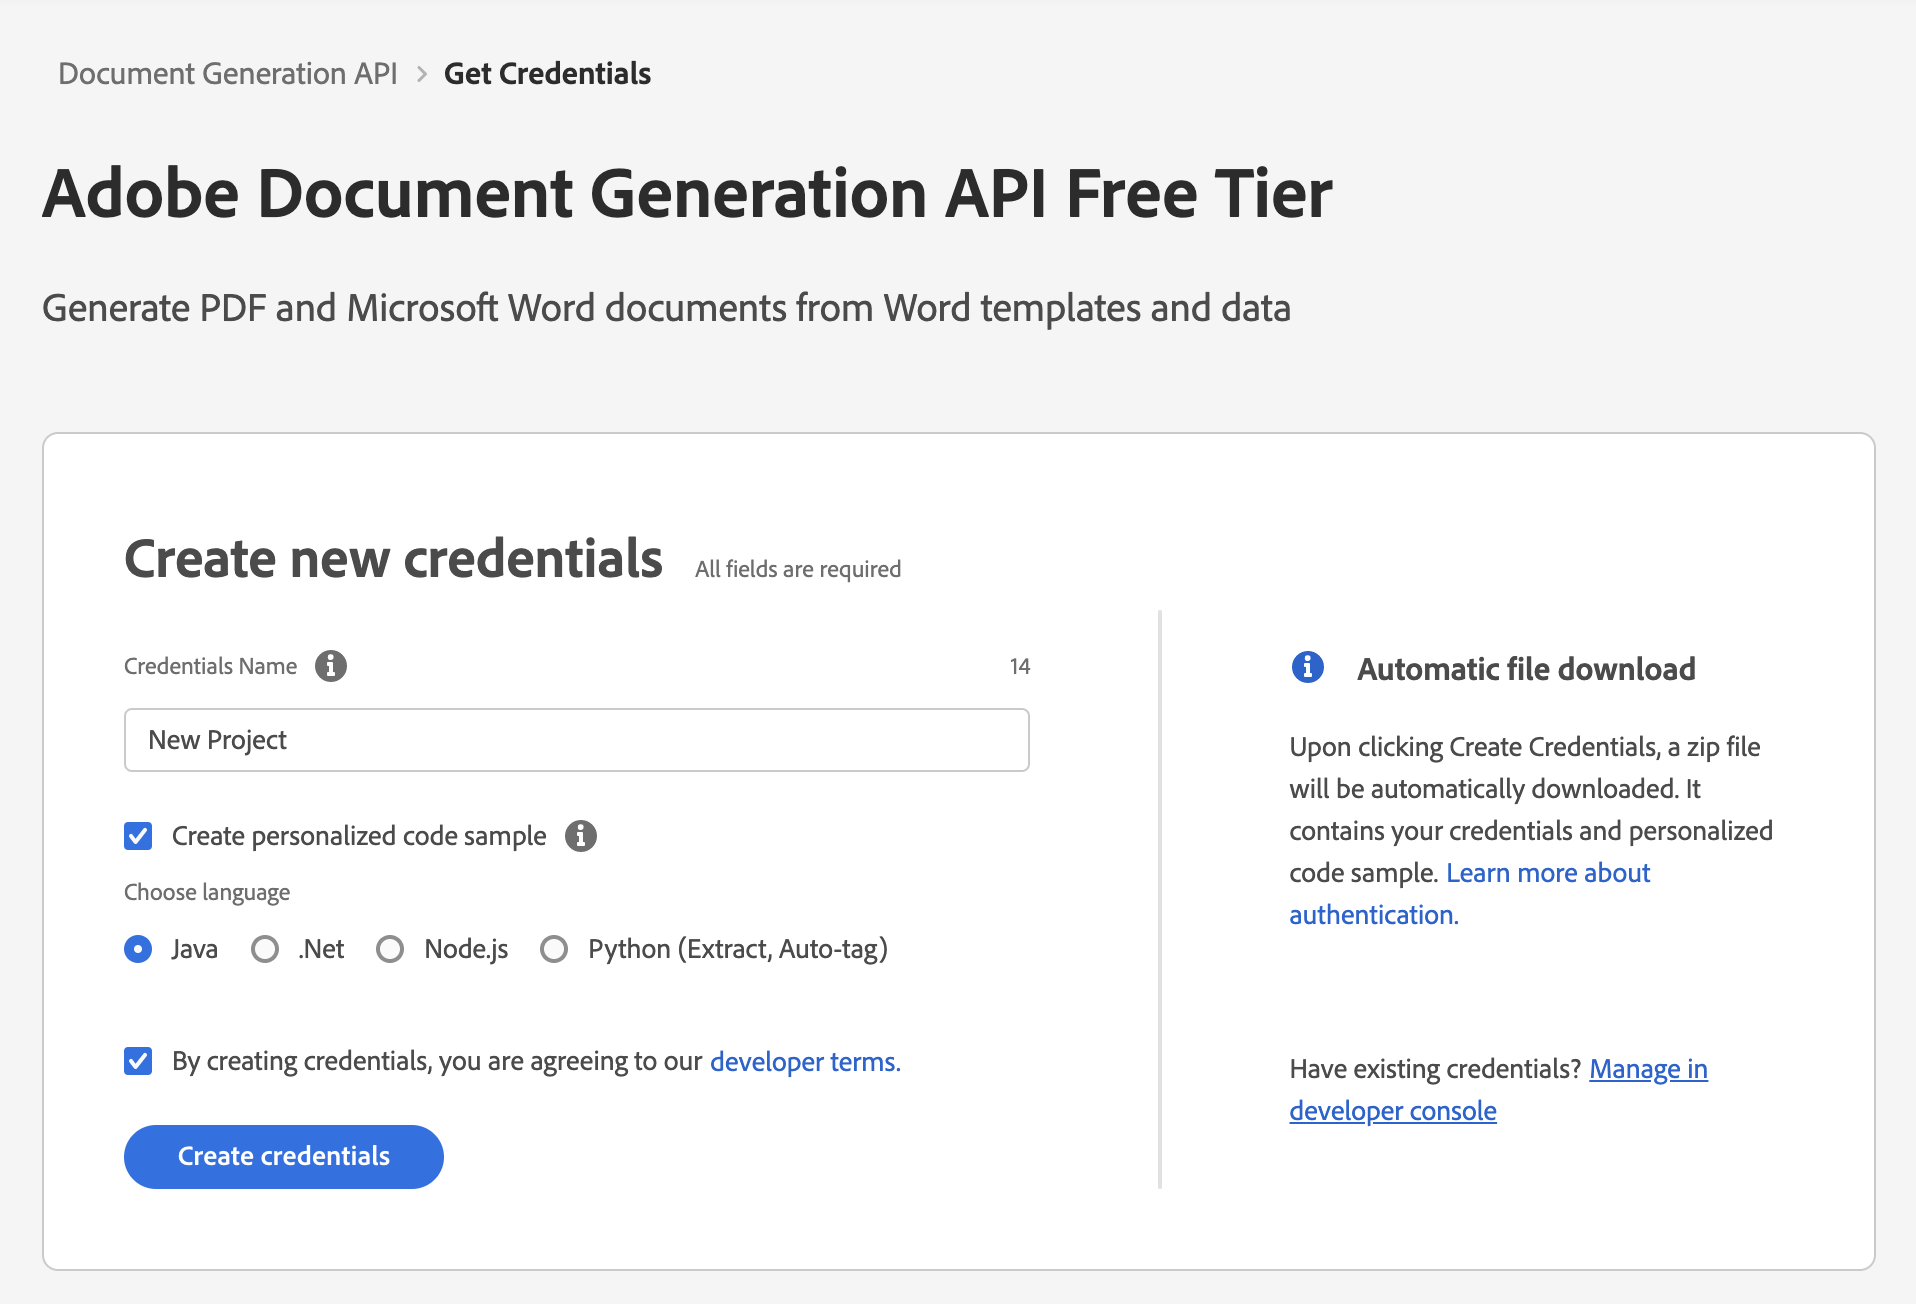 Document Generation API > Get Credentials
Adobe Document Generation API Free Tier
Generate PDF and Microsoft Word documents from Word templates and data
Create new credentials All fields are required
Credentials Name 14
New Project
Create personalized code sample
Choose language
Java .Net Node.js Python (Extract, Auto-tag)
By creating credentials, you are agreeing to our developer terms.
Create credentials
Automatic file download
Upon clicking Create Credentials, a zip file
will be automatically downloaded. It
contains your credentials and personalized
code sample. Learn more about
authentication.
Have existing credentials? Manage in
developer console